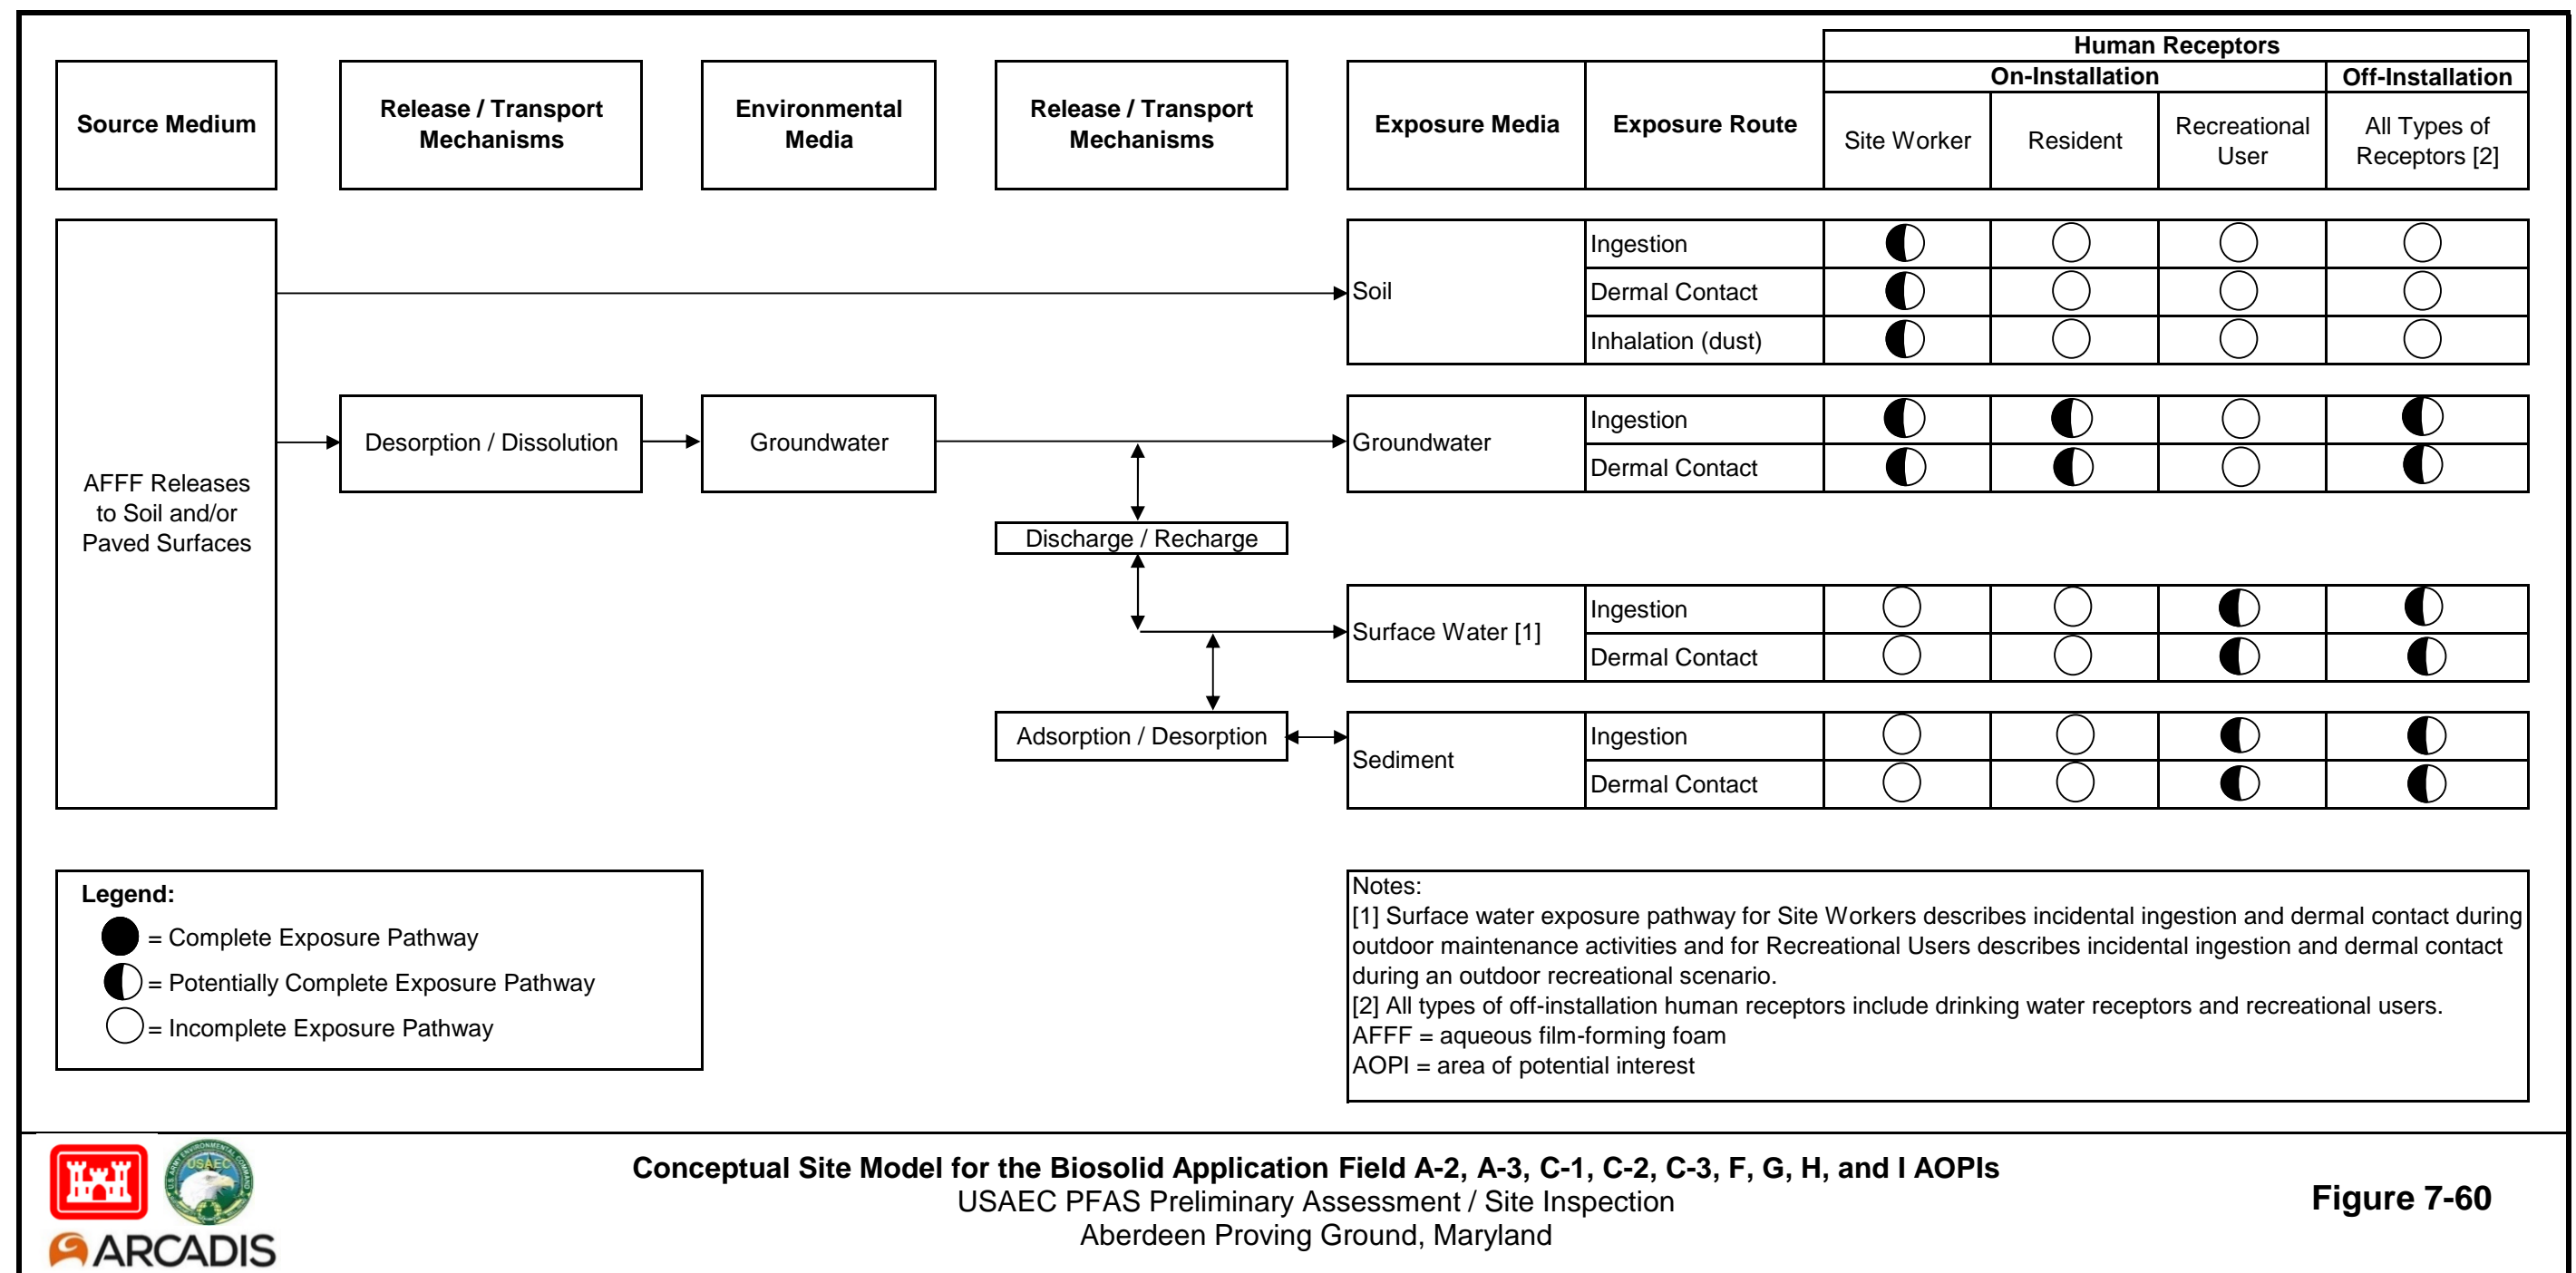 Human Receptors
On-Installation
Off-Installation
Source Medium
Release / Transport
Mechanisms
Environmental
Media
Release / Transport
Mechanisms
Exposure Media
Exposure Route
Site Worker
Resident
Recreational
User
All Types of
Receptors [2]
AFFF Releases
to Soil and/or
Paved Surfaces
Soil
Ingestion
Dermal Contact
Inhalation (dust)
Desorption / Dissolution
Groundwater
Groundwater
Ingestion
Dermal Contact
Discharge / Recharge
Surface Water [1]
Ingestion
Dermal Contact
Adsorption / Desorption
Sediment
Ingestion
Dermal Contact
Legend:
= Complete Exposure Pathway
= Potentially Complete Exposure Pathway
= Incomplete Exposure Pathway
Notes:
[1] Surface water exposure pathway for Site Workers describes incidental ingestion and dermal contact during
outdoor maintenance activities and for Recreational Users describes incidental ingestion and dermal contact
during an outdoor recreational scenario.
[2] All types of off-installation human receptors include drinking water receptors and recreational users.
AFFF = aqueous film-forming foam
AOPI = area of potential interest
USAEC
U.S. ARMY ENVIRONMENTAL COMMAND
ARCADIS
Conceptual Site Model for the Biosolid Application Field A-2, A-3, C-1, C-2, C-3, F, G, H, and I AOPIs
USAEC PFAS Preliminary Assessment / Site Inspection
Aberdeen Proving Ground, Maryland
Figure 7-60